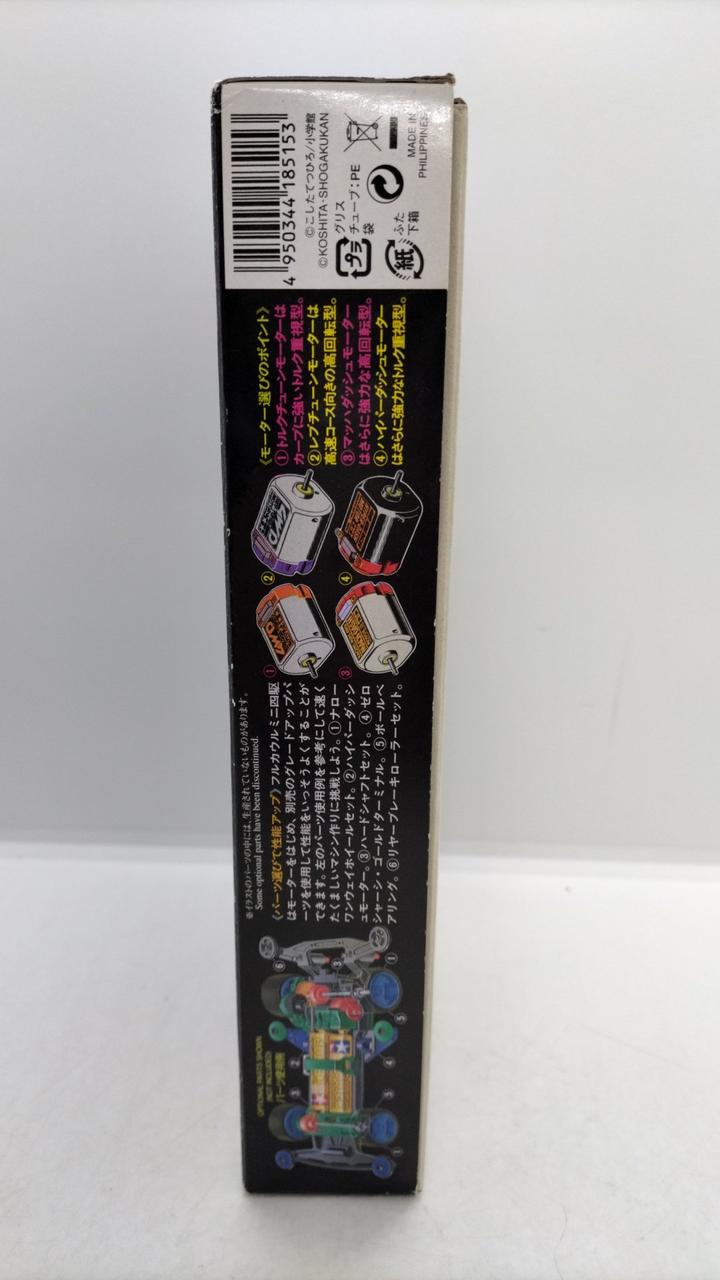 OPTIONAL PARTS SHOWN
(NOT INCLUDED)
パーツ使用例
※イラストのパーツの中には、生産されていないものがあります。
Some optional parts have been discontinued.
《パーツ選びで性能アップ》フルカウルミニ四駆
はモーターをはじめ、別売のグレードアップパ
ーツを使用して性能をいっそうよくすることが
できます。左のパーツ使用例を参考にして速く
たくましいマシン作りに挑戦しよう。①ナロー
ワンウェイホイールセット。②ハイパーダッシ
ュモーター。③ハードシャフトセット。④ゼロ
シャーシ・ゴールドターミナル。⑤ボールベ
アリング。⑥リヤーブレーキローラーセット。
①
②
③
④
《モーター選びのポイント》
①トルクチューンモーターは
カーブに強いトルク重視型。
②レブチューンモーターは
高速コース向きの高回転型。
③マッハダッシュモーター
はさらに強力な高回転型。
④ハイパーダッシュモーター
はさらに強力なトルク重視型。
4 950344 185153
©こしたてつひろ/小学館
©KOSHITA・SHOGAKUKAN
プラ
グリス
チューブ:PE
袋
紙
ふた
下箱
MADE IN
PHILIPPINES